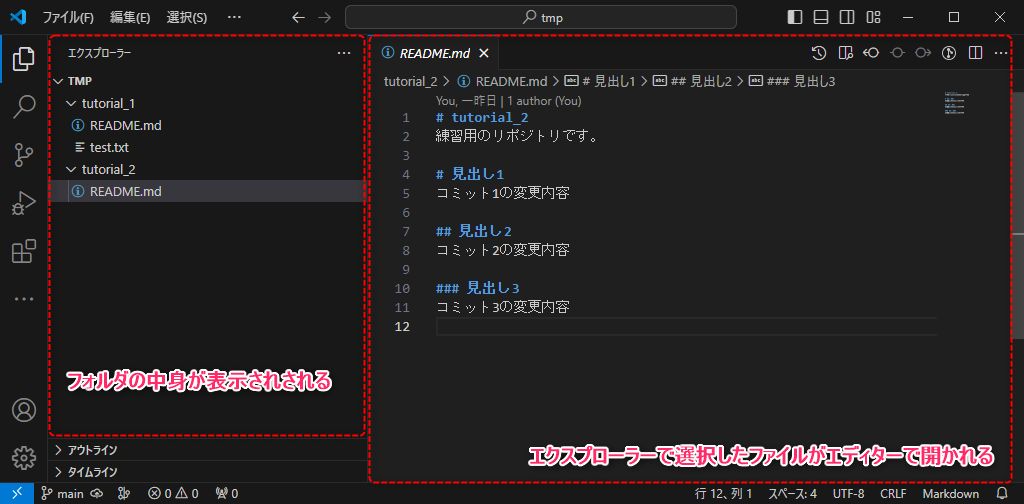 ファイル(F) 編集(E) 選択(S) … tmp
エクスプローラー …
TMP
tutorial_1
README.md
test.txt
tutorial_2
README.md
フォルダの中身が表示されされる
アウトライン
タイムライン
README.md
tutorial_2 > README.md > # 見出し1 > ## 見出し2 > ### 見出し3
You, 一昨日 | 1 author (You)
1 # tutorial_2
2 練習用のリポジトリです。
3
4 # 見出し1
5 コミット1の変更内容
6
7 ## 見出し2
8 コミット2の変更内容
9
10 ### 見出し3
11 コミット3の変更内容
12
エクスプローラーで選択したファイルがエディターで開かれる
main 0 0 0 行 12、列 1 スペース: 4 UTF-8 CRLF Markdown